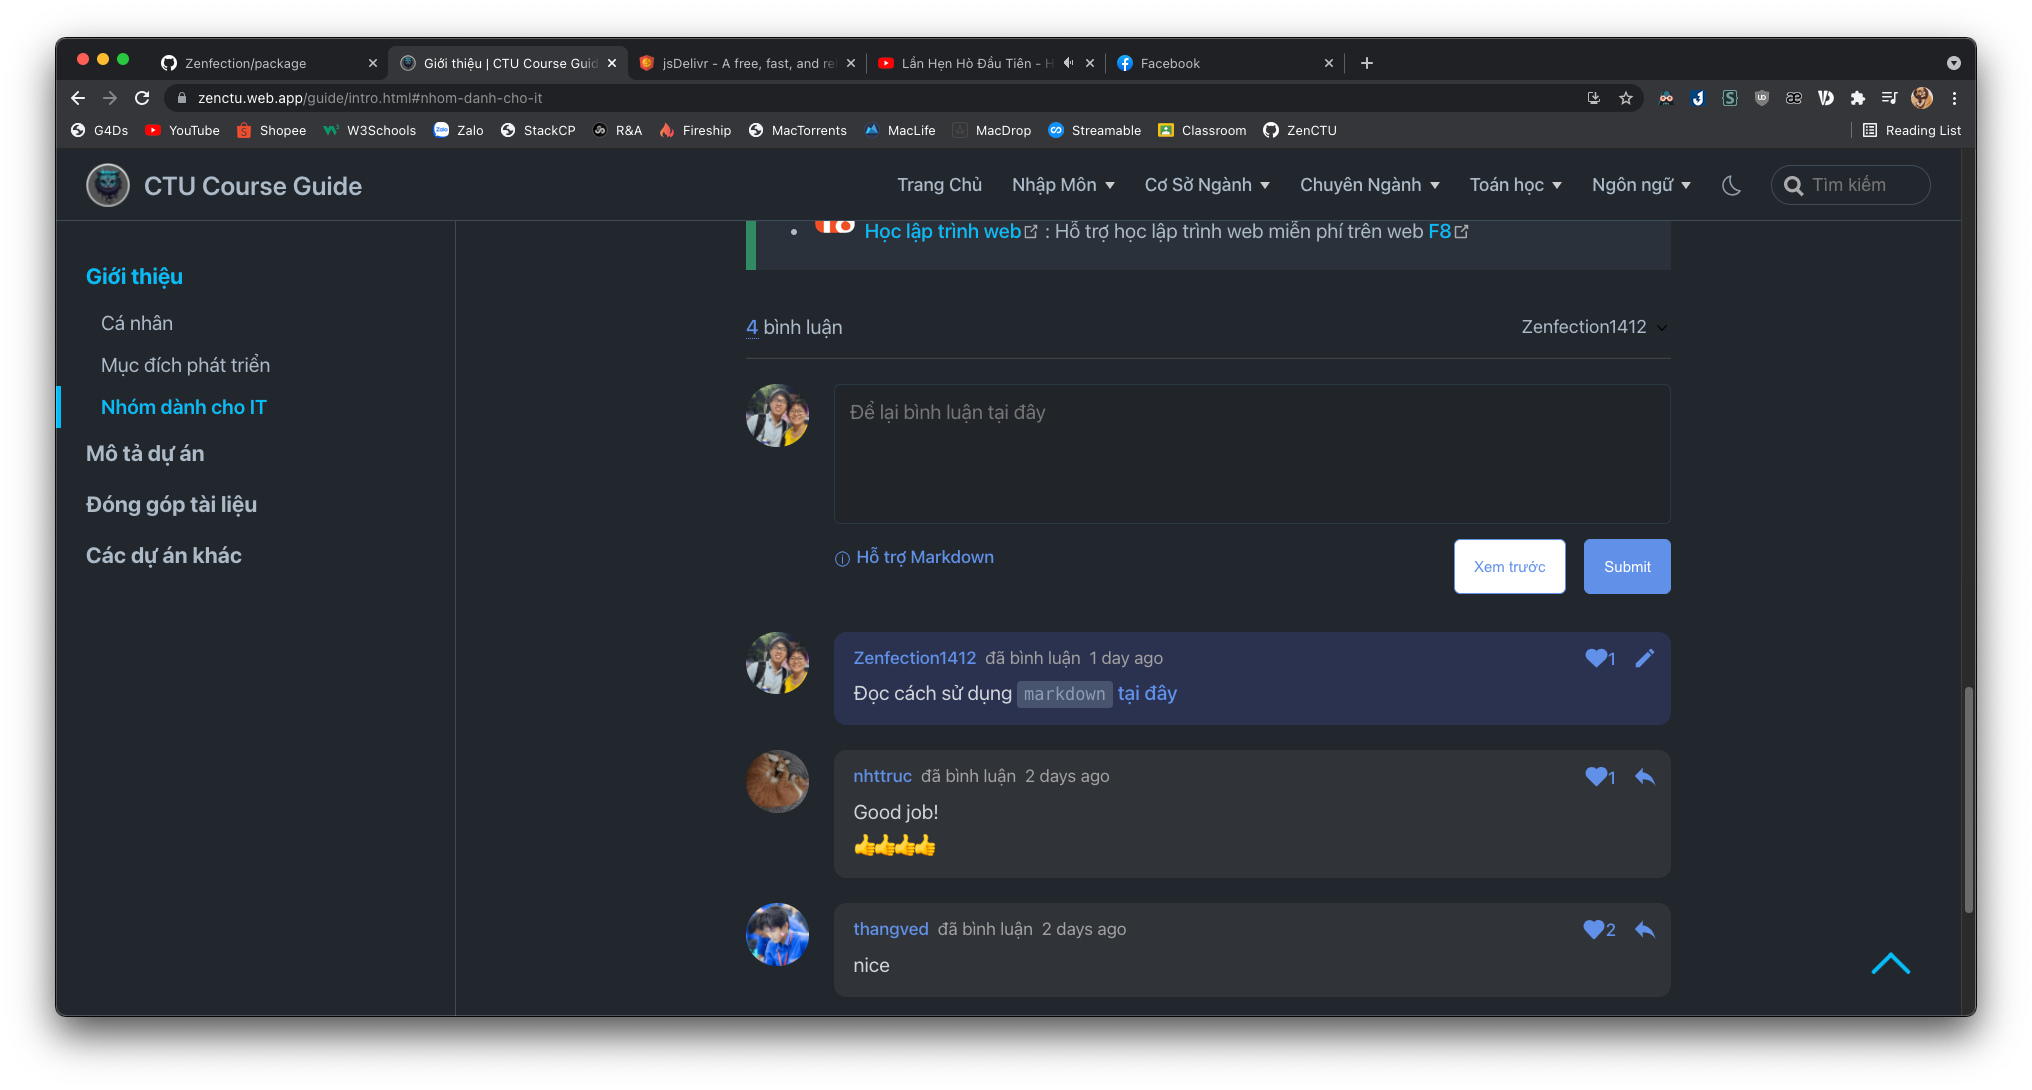 Zenfection/package
Giới thiệu | CTU Course Guid
jsDelivr - A free, fast, and re
Lần Hẹn Hò Đầu Tiên - H
Facebook
zenctu.web.app/guide/intro.html#nhom-danh-cho-it
G4Ds YouTube Shopee W3Schools Zalo StackCP R&A Fireship MacTorrents MacLife MacDrop Streamable Classroom ZenCTU Reading List
CTU Course Guide
Trang Chủ Nhập Môn Cơ Sở Ngành Chuyên Ngành Toán học Ngôn ngữ Tìm kiếm
Giới thiệu
Cá nhân
Mục đích phát triển
Nhóm dành cho IT
Mô tả dự án
Đóng góp tài liệu
Các dự án khác
Học lập trình web : Hỗ trợ học lập trình web miễn phí trên web F8
4 bình luận
Zenfection1412
Để lại bình luận tại đây
Hỗ trợ Markdown
Xem trước
Submit
Zenfection1412 đã bình luận 1 day ago
1
Đọc cách sử dụng markdown tại đây
nhttruc đã bình luận 2 days ago
1
Good job!
👍👍👍👍
thangved đã bình luận 2 days ago
2
nice